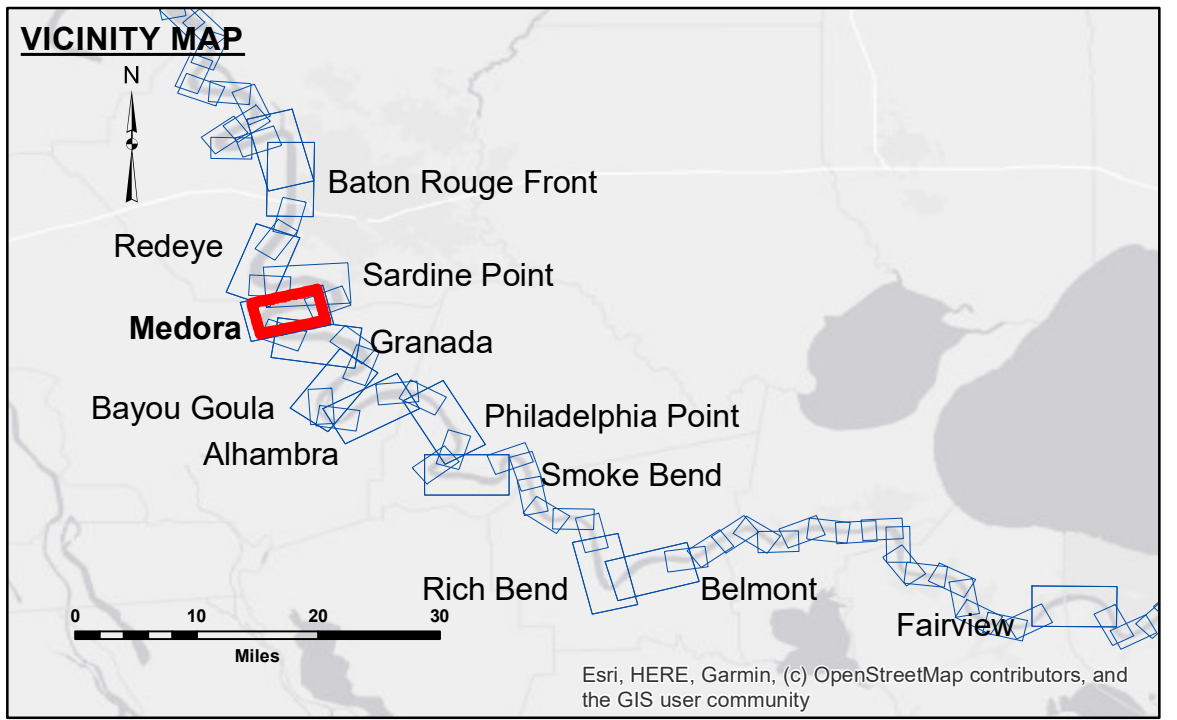 VICINITY MAP
N
Baton Rouge Front
Redeye
Sardine Point
Medora
Granada
Bayou Goula
Philadelphia Point
Alhambra
Smoke Bend
Rich Bend
Belmont
Fairview
0 10 20 30
Miles
Esri, HERE, Garmin, (c) OpenStreetMap contributors, and
the GIS user community